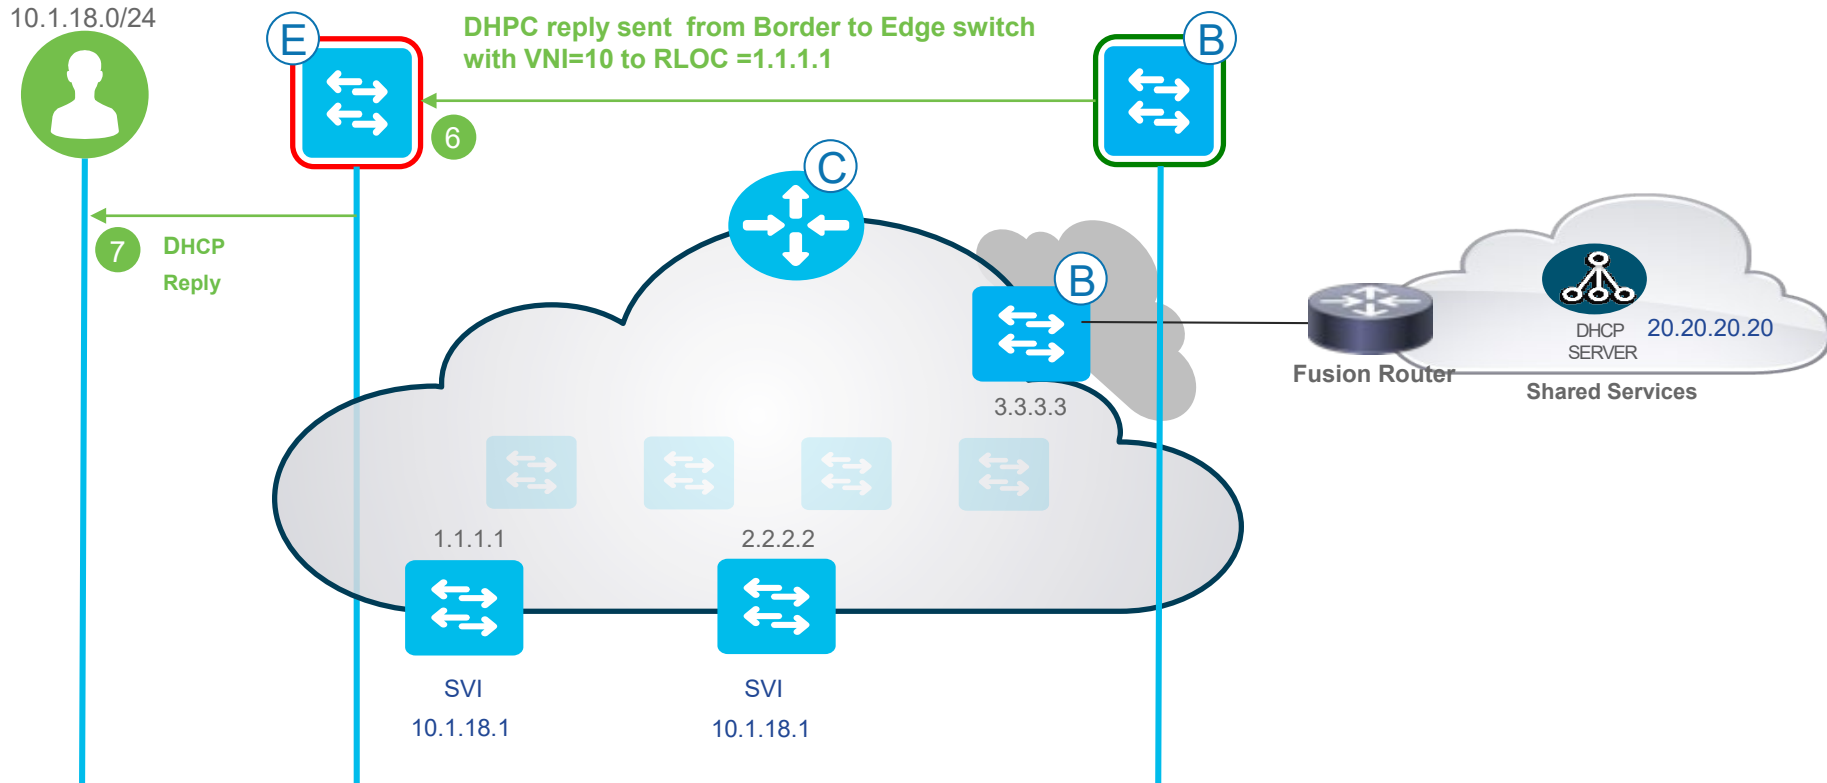 10.1.18.0/24
E
DHPC reply sent  from Border to Edge switch
with VNI=10 to RLOC =1.1.1.1
B
6
C
7
DHCP
Reply
B
DHCP
SERVER
20.20.20.20
Fusion Router
Shared Services
3.3.3.3
1.1.1.1
2.2.2.2
SVI
10.1.18.1
SVI
10.1.18.1